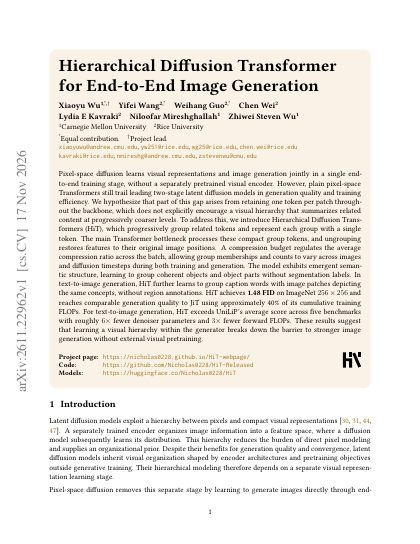 arXiv:2611.22962v1 [cs.CV] 17 Nov 2026
Hierarchical Diffusion Transformer
for End-to-End Image Generation
Xiaoyu Wu¹,*,† Yifei Wang²,* Weihang Guo²,* Chen Wei²
Lydia E Kavraki² Niloofar Mireshghallah¹ Zhiwei Steven Wu¹
¹Carnegie Mellon University ²Rice University
*Equal contribution †Project lead
xiaoyuwu@andrew.cmu.edu, yw251@rice.edu, wg25@rice.edu, chen.wei@rice.edu
kavraki@rice.edu, nmireshg@andrew.cmu.edu, zstevenwu@cmu.edu
Pixel-space diffusion learns visual representations and image generation jointly in a single end-
to-end training stage, without a separately pretrained visual encoder. However, plain pixel-space
Transformers still trail leading two-stage latent diffusion models in generation quality and training
efficiency. We hypothesize that part of this gap arises from retaining one token per patch through-
out the backbone, which does not explicitly encourage a visual hierarchy that summarizes related
content at progressively coarser levels. To address this, we introduce Hierarchical Diffusion Trans-
formers (HiT), which progressively group related tokens and represent each group with a single
token. The main Transformer bottleneck processes these compact group tokens, and ungrouping
restores features to their original image positions. A compression budget regulates the average
compression ratio across the batch, allowing group memberships and counts to vary across images
and diffusion timesteps during both training and generation. The model exhibits emergent seman-
tic structure, learning to group coherent objects and object parts without segmentation labels. In
text-to-image generation, HiT further learns to group caption words with image patches depicting
the same concepts, without region annotations. HiT achieves 1.48 FID on ImageNet 256 × 256 and
reaches comparable generation quality to JiT using approximately 40% of its cumulative training
FLOPs. For text-to-image generation, HiT exceeds UniLiP's average score across five benchmarks
with roughly 6× fewer denoiser parameters and 3× fewer forward FLOPs. These results suggest
that learning a visual hierarchy within the generator breaks down the barrier to stronger image
generation without external visual pretraining.
Project page: https://nicholas0228.github.io/HiT-webpage/
Code: https://github.com/Nicholas0228/HiT-Released
Models: https://huggingface.co/Nicholas0228/HiT
1 Introduction
Latent diffusion models exploit a hierarchy between pixels and compact visual representations [30, 31, 44,
47]. A separately trained encoder organizes image information into a feature space, where a diffusion
model subsequently learns its distribution. This hierarchy reduces the burden of direct pixel modeling
and supplies an organizational prior. Despite their benefits for generation quality and convergence, latent
diffusion models inherit visual organization shaped by encoder architectures and pretraining objectives
outside generative training. Their hierarchical modeling therefore depends on a separate visual represen-
tation learning stage.
Pixel-space diffusion removes this separate stage by learning to generate images directly through end-
1